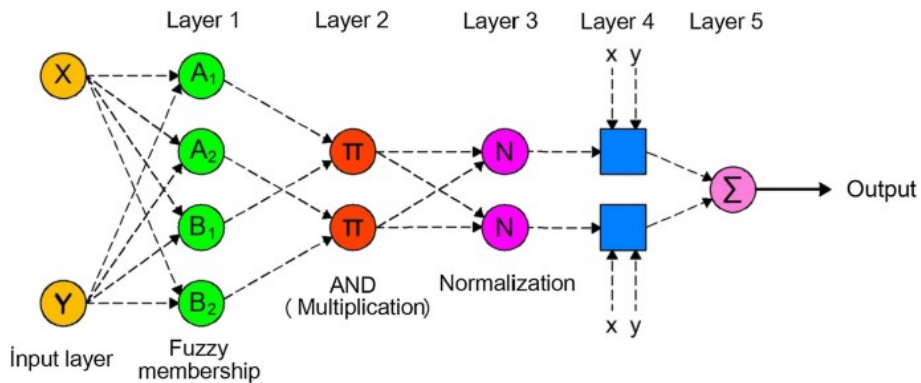 Layer 1
Layer 2
Layer 3
Layer 4
Layer 5
x y
X
A1
A2
π
N
B1
π
N
Σ
Output
Y
B2
AND
( Multiplication)
Normalization
x y
İnput layer
Fuzzy
membership